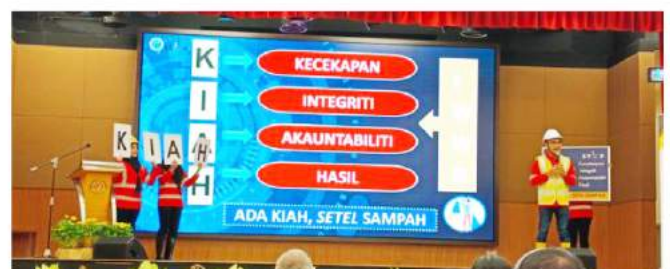 K
KECEKAPAN
I
INTEGRITI
A
AKAUNTABILITI
H
HASIL
ADA KIAH, SETEL SAMPAH
K I A H